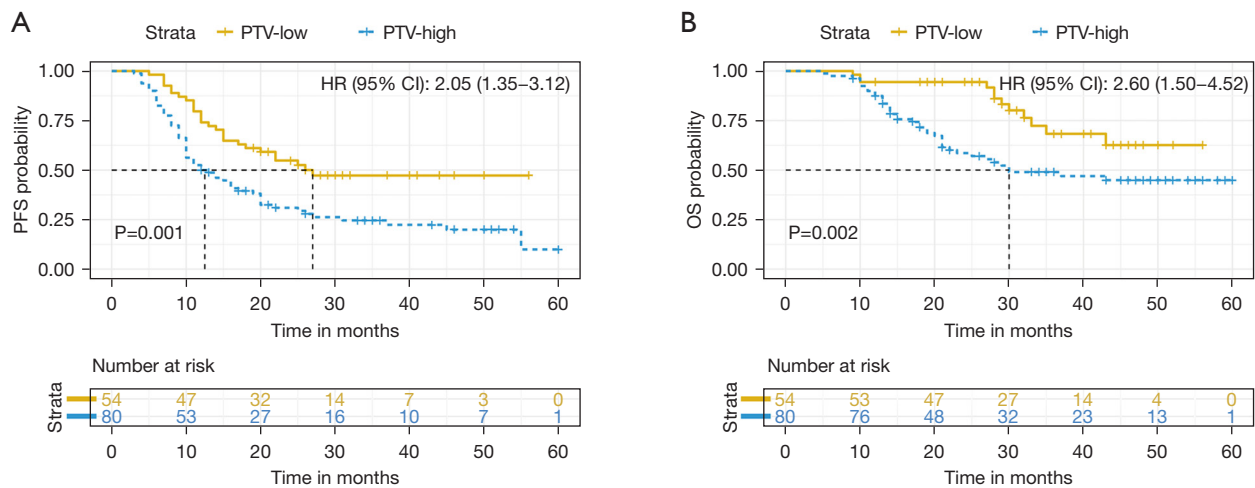 A
Strata PTV-low PTV-high
1.00
0.75
0.50
0.25
0.00
PFS probability
HR (95% CI): 2.05 (1.35–3.12)
P=0.001
0 10 20 30 40 50 60
Time in months
Number at risk
Strata
54 47 32 14 7 3 0
80 53 27 16 10 7 1
0 10 20 30 40 50 60
Time in months
B
Strata PTV-low PTV-high
1.00
0.75
0.50
0.25
0.00
OS probability
HR (95% CI): 2.60 (1.50–4.52)
P=0.002
0 10 20 30 40 50 60
Time in months
Number at risk
Strata
54 53 47 27 14 4 0
80 76 48 32 23 13 1
0 10 20 30 40 50 60
Time in months